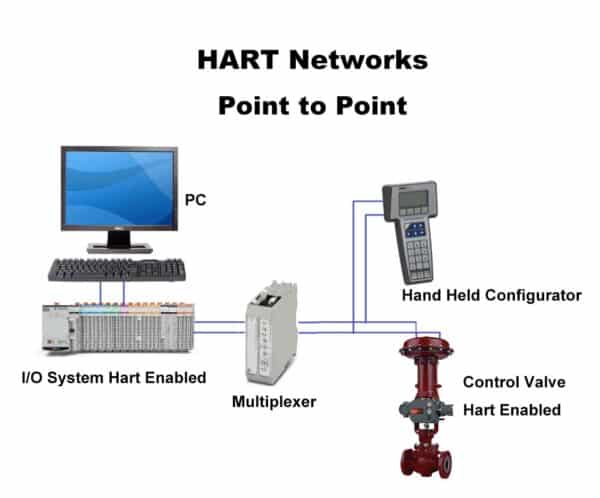 HART Networks
Point to Point
PC
Hand Held Configurator
I/O System Hart Enabled
Multiplexer
Control Valve
Hart Enabled